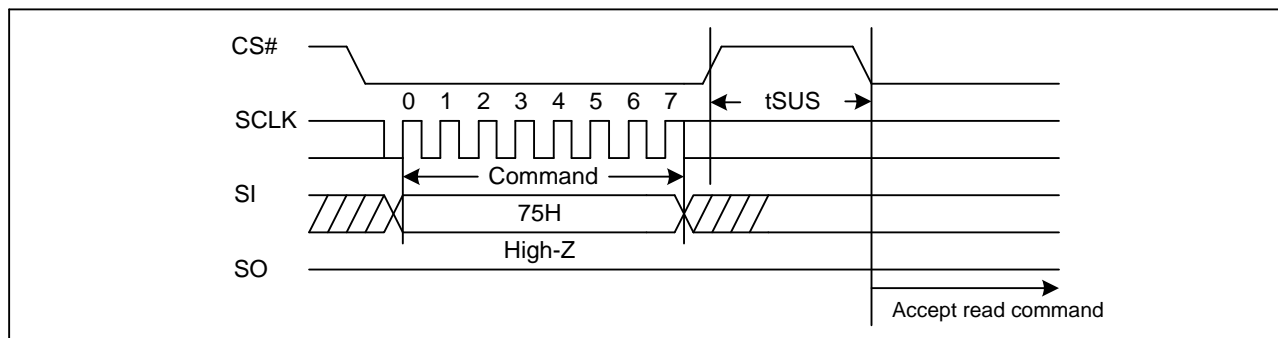 CS#
tSUS
0 1 2 3 4 5 6 7
SCLK
Command
SI
75H
High-Z
SO
Accept read command